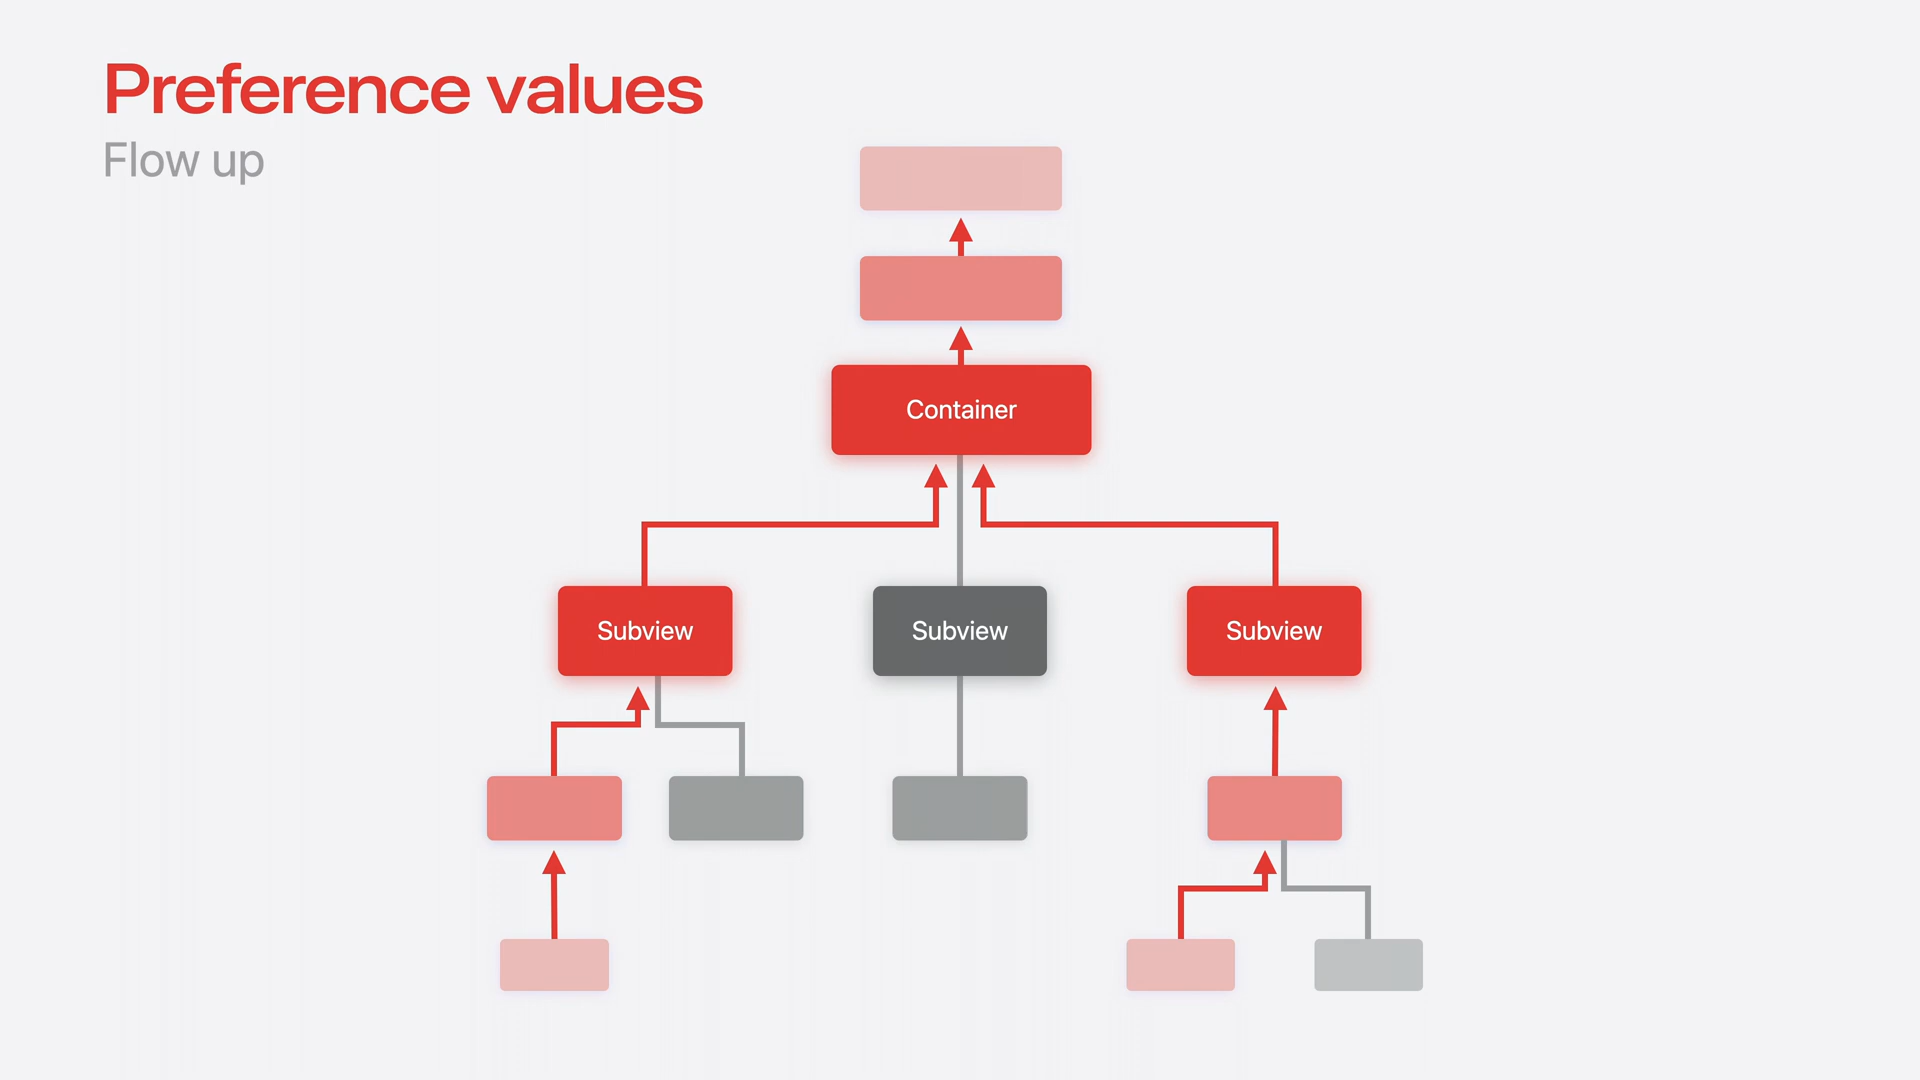 Preference values
Flow up
Container
Subview
Subview
Subview